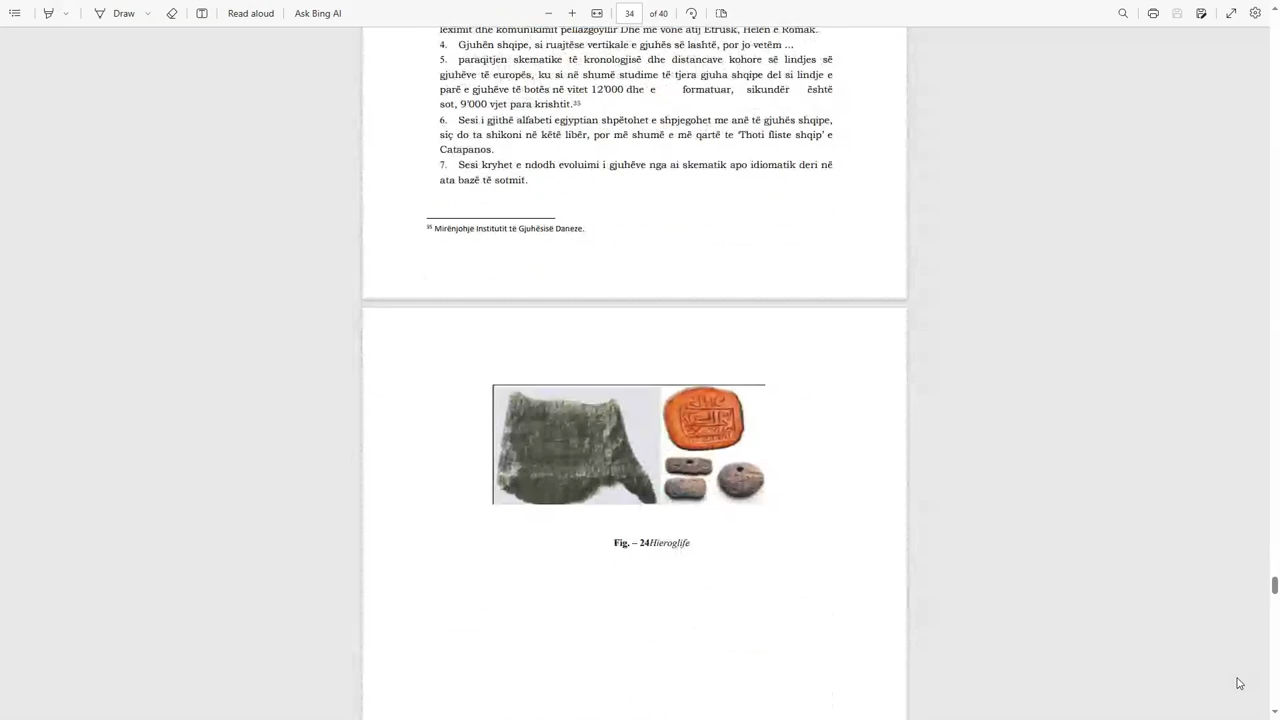 Draw
Read aloud
Ask Bing AI
34 of 40
leximit dhe komunikimit pellazgoyllir Dhe më vonë atij Etrusk, Helen e Romak.
4. Gjuhën shqipe, si ruajtëse vertikale e gjuhës së lashtë, por jo vetëm ...
5. paraqitjen skematike të kronologjisë dhe distancave kohore së lindjes së
gjuhëve të europës, ku si në shumë studime të tjera gjuha shqipe del si lindje e
parë e gjuhëve të botës në vitet 12'000 dhe e formatuar, sikundër është
sot, 9'000 vjet para krishtit.³⁵
6. Sesi i gjithë alfabeti egjyptian shpëtohet e shpjegohet me anë të gjuhës shqipe,
siç do ta shikoni në këtë libër, por më shumë e më qartë te 'Thoti fliste shqip' e
Catapanos.
7. Sesi kryhet e ndodh evoluimi i gjuhëve nga ai skematik apo idiomatik deri në
ata bazë të sotmit.
³⁵ Mirënjohje Institutit të Gjuhësisë Daneze.
Fig. – 24Hieroglife